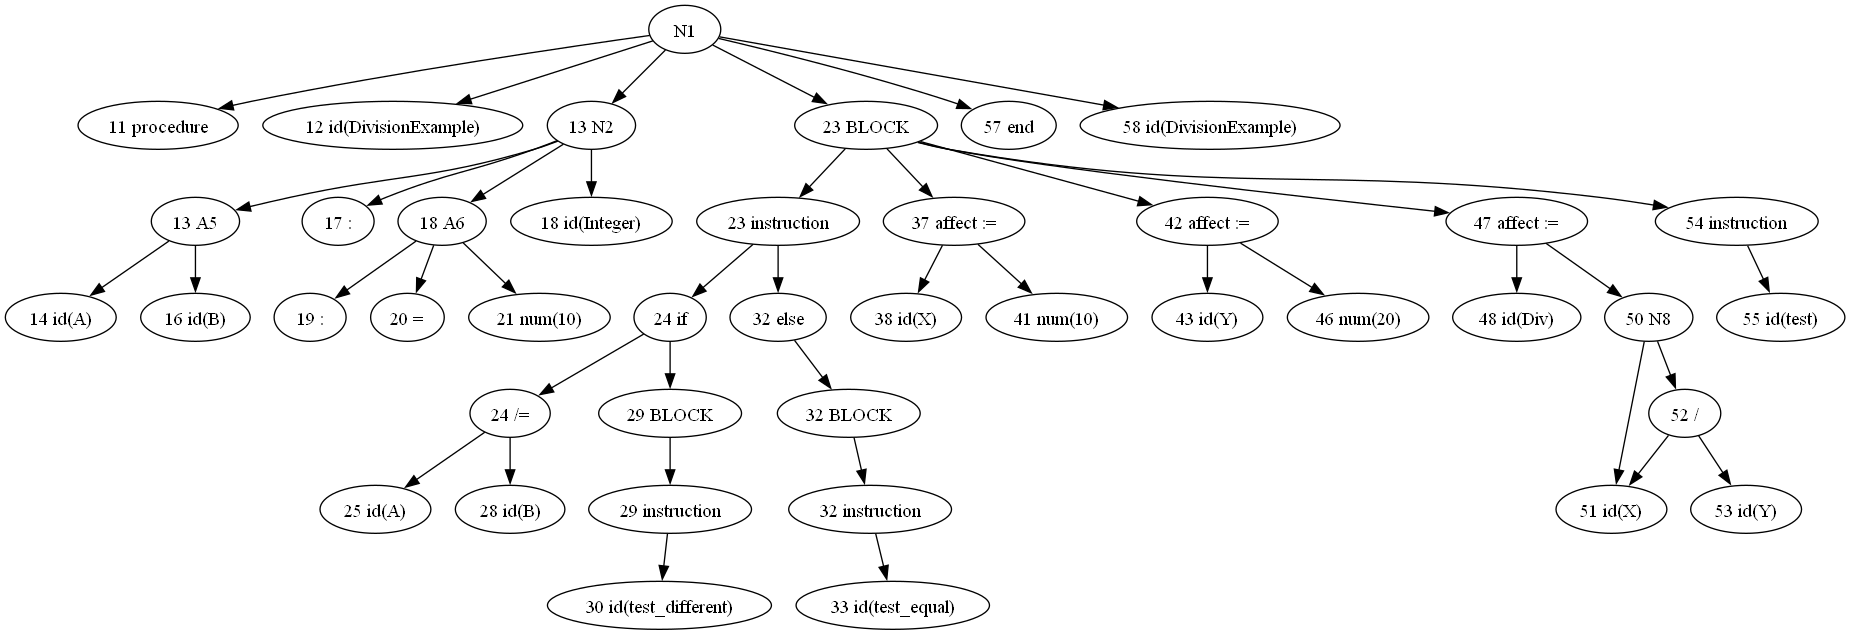 N1
11 procedure
12 id(DivisionExample)
13 N2
23 BLOCK
57 end
58 id(DivisionExample)
13 A5
17 :
18 A6
18 id(Integer)
23 instruction
37 affect :=
42 affect :=
47 affect :=
54 instruction
14 id(A)
16 id(B)
19 :
20 =
21 num(10)
24 if
32 else
38 id(X)
41 num(10)
43 id(Y)
46 num(20)
48 id(Div)
50 N8
55 id(test)
24 /=
29 BLOCK
32 BLOCK
52 /
25 id(A)
28 id(B)
29 instruction
32 instruction
51 id(X)
53 id(Y)
30 id(test_different)
33 id(test_equal)